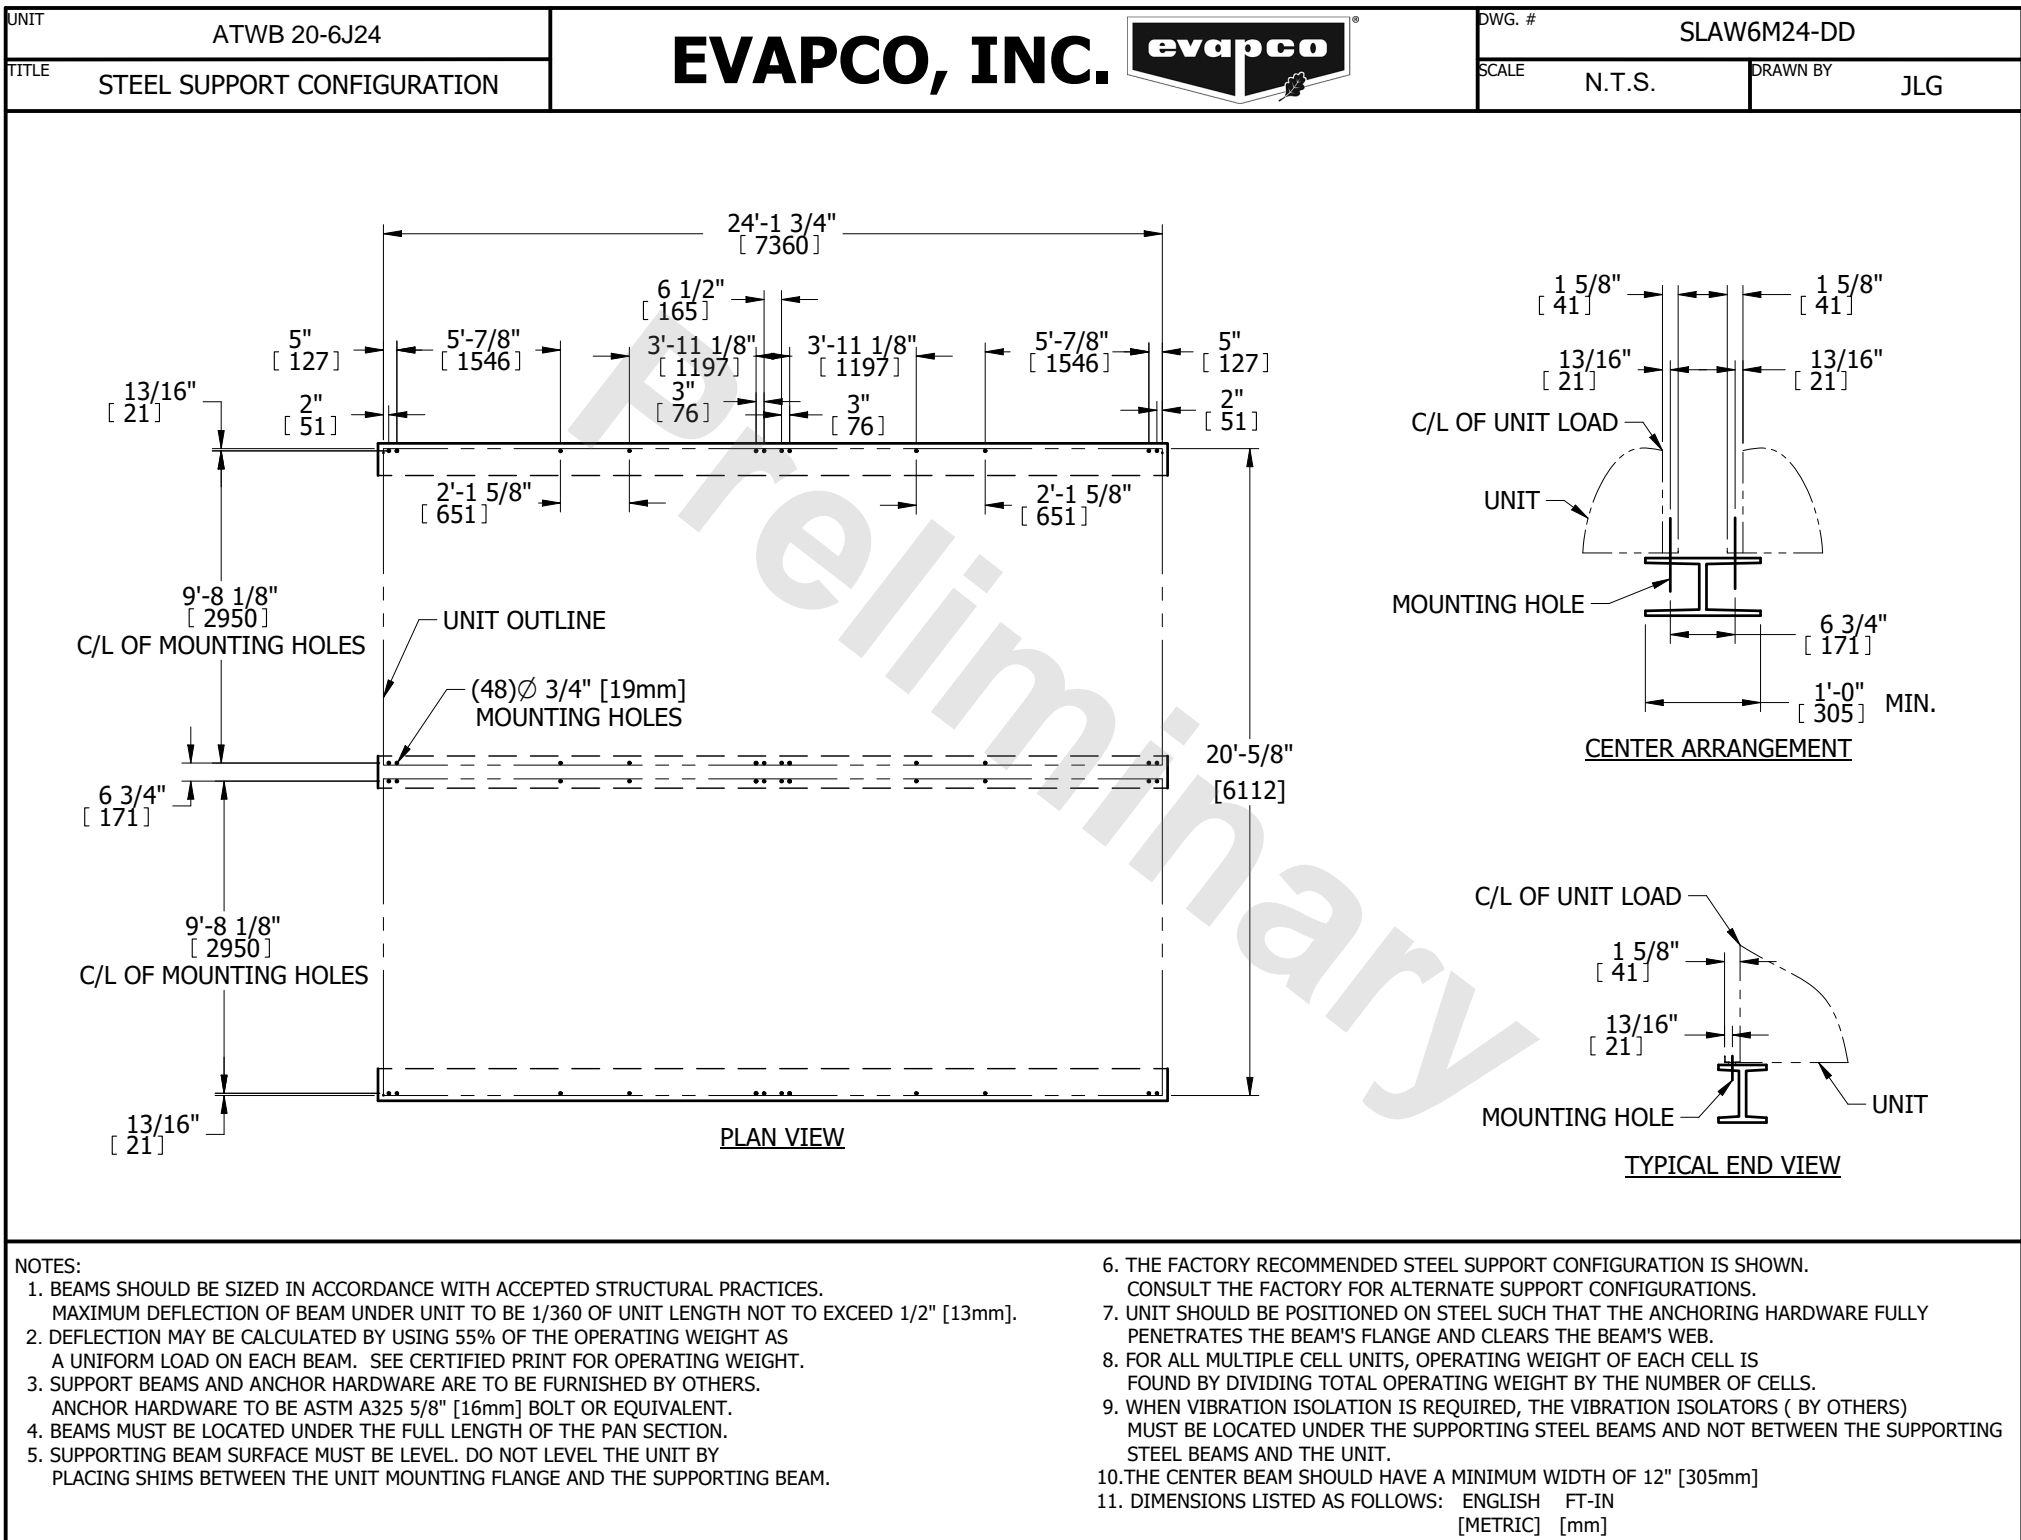 UNIT
ATWB 20-6J24
TITLE
STEEL SUPPORT CONFIGURATION
EVAPCO, INC.
evapco
®
DWG. #
SLAW6M24-DD
SCALE
N.T.S.
DRAWN BY
JLG
24'-1 3/4"
[ 7360 ]
6 1/2"
[ 165 ]
5"
[ 127 ]
5'-7/8"
[ 1546 ]
3'-11 1/8"
[ 1197 ]
3'-11 1/8"
[ 1197 ]
5'-7/8"
[ 1546 ]
5"
[ 127 ]
13/16"
[ 21 ]
2"
[ 51 ]
3"
[ 76 ]
3"
[ 76 ]
2"
[ 51 ]
2'-1 5/8"
[ 651 ]
2'-1 5/8"
[ 651 ]
9'-8 1/8"
[ 2950 ]
C/L OF MOUNTING HOLES
UNIT OUTLINE
(48)Ø 3/4" [19mm]
MOUNTING HOLES
6 3/4"
[ 171 ]
20'-5/8"
[6112]
9'-8 1/8"
[ 2950 ]
C/L OF MOUNTING HOLES
13/16"
[ 21 ]
PLAN VIEW
Preliminary
1 5/8"
[ 41 ]
1 5/8"
[ 41 ]
13/16"
[ 21 ]
13/16"
[ 21 ]
C/L OF UNIT LOAD
UNIT
MOUNTING HOLE
6 3/4"
[ 171 ]
1'-0"
[ 305 ] MIN.
CENTER ARRANGEMENT
C/L OF UNIT LOAD
1 5/8"
[ 41 ]
13/16"
[ 21 ]
MOUNTING HOLE
UNIT
TYPICAL END VIEW
NOTES:
1. BEAMS SHOULD BE SIZED IN ACCORDANCE WITH ACCEPTED STRUCTURAL PRACTICES.
MAXIMUM DEFLECTION OF BEAM UNDER UNIT TO BE 1/360 OF UNIT LENGTH NOT TO EXCEED 1/2" [13mm].
2. DEFLECTION MAY BE CALCULATED BY USING 55% OF THE OPERATING WEIGHT AS
A UNIFORM LOAD ON EACH BEAM. SEE CERTIFIED PRINT FOR OPERATING WEIGHT.
3. SUPPORT BEAMS AND ANCHOR HARDWARE ARE TO BE FURNISHED BY OTHERS.
ANCHOR HARDWARE TO BE ASTM A325 5/8" [16mm] BOLT OR EQUIVALENT.
4. BEAMS MUST BE LOCATED UNDER THE FULL LENGTH OF THE PAN SECTION.
5. SUPPORTING BEAM SURFACE MUST BE LEVEL. DO NOT LEVEL THE UNIT BY
PLACING SHIMS BETWEEN THE UNIT MOUNTING FLANGE AND THE SUPPORTING BEAM.
6. THE FACTORY RECOMMENDED STEEL SUPPORT CONFIGURATION IS SHOWN.
CONSULT THE FACTORY FOR ALTERNATE SUPPORT CONFIGURATIONS.
7. UNIT SHOULD BE POSITIONED ON STEEL SUCH THAT THE ANCHORING HARDWARE FULLY
PENETRATES THE BEAM'S FLANGE AND CLEARS THE BEAM'S WEB.
8. FOR ALL MULTIPLE CELL UNITS, OPERATING WEIGHT OF EACH CELL IS
FOUND BY DIVIDING TOTAL OPERATING WEIGHT BY THE NUMBER OF CELLS.
9. WHEN VIBRATION ISOLATION IS REQUIRED, THE VIBRATION ISOLATORS ( BY OTHERS)
MUST BE LOCATED UNDER THE SUPPORTING STEEL BEAMS AND NOT BETWEEN THE SUPPORTING
STEEL BEAMS AND THE UNIT.
10.THE CENTER BEAM SHOULD HAVE A MINIMUM WIDTH OF 12" [305mm]
11. DIMENSIONS LISTED AS FOLLOWS: ENGLISH FT-IN
[METRIC] [mm]